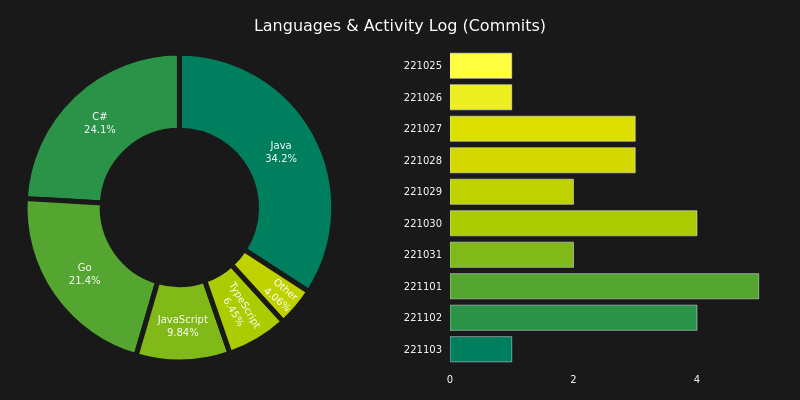 Languages & Activity Log (Commits)
C#
24.1%
Java
34.2%
Go
21.4%
JavaScript
9.84%
TypeScript
6.45%
Other
4.06%
221025
221026
221027
221028
221029
221030
221031
221101
221102
221103
0 2 4